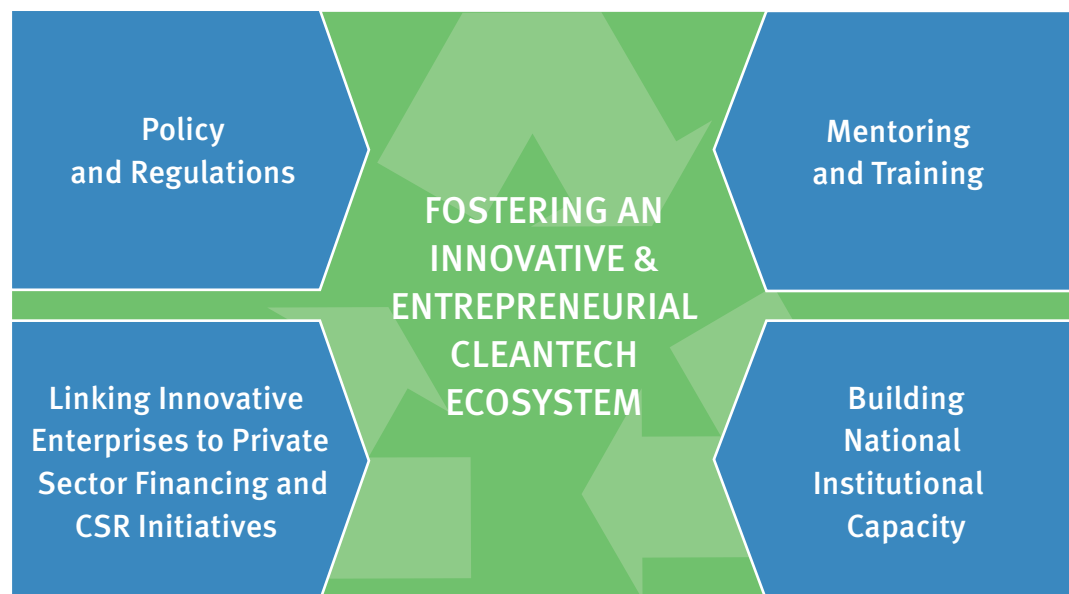 Policy
and Regulations
Mentoring
and Training
FOSTERING AN
INNOVATIVE &
ENTREPRENEURIAL
CLEANTECH
ECOSYSTEM
Linking Innovative
Enterprises to Private
Sector Financing and
CSR Initiatives
Building
National
Institutional
Capacity